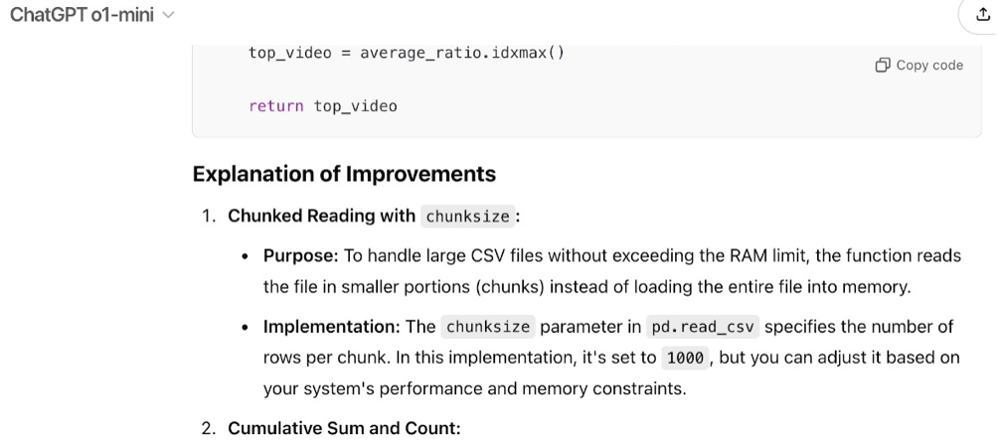 ChatGPT o1-mini
top_video = average_ratio.idxmax()
Copy code
return top_video
Explanation of Improvements
1. Chunked Reading with chunksize:
• Purpose: To handle large CSV files without exceeding the RAM limit, the function reads
the file in smaller portions (chunks) instead of loading the entire file into memory.
• Implementation: The chunksize parameter in pd.read_csv specifies the number of
rows per chunk. In this implementation, it's set to 1000, but you can adjust it based on
your system's performance and memory constraints.
2. Cumulative Sum and Count: